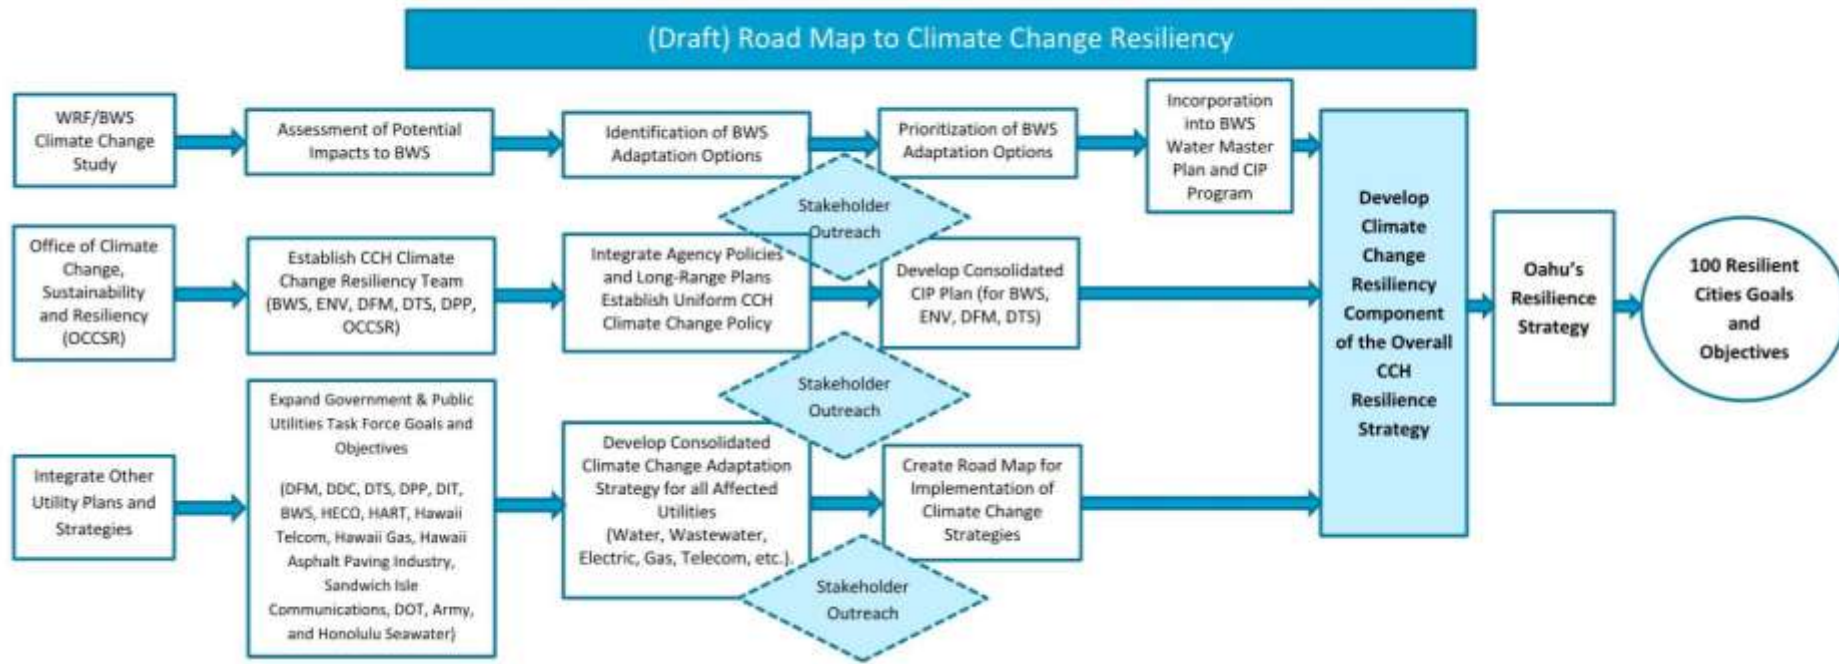 (Draft) Road Map to Climate Change Resiliency
WRF/BWS
Climate Change
Study
Assessment of Potential
Impacts to BWS
Identification of BWS
Adaptation Options
Prioritization of BWS
Adaptation Options
Incorporation
into BWS
Water Master
Plan and CIP
Program
Stakeholder
Outreach
Office of Climate
Change,
Sustainability
and Resiliency
(OCCSR)
Establish CCH Climate
Change Resiliency Team
(BWS, ENV, DFM, DTS, DPP,
OCCSR)
Integrate Agency Policies
and Long-Range Plans
Establish Uniform CCH
Climate Change Policy
Develop Consolidated
CIP Plan (for BWS,
ENV, DFM, DTS)
Stakeholder
Outreach
Integrate Other
Utility Plans and
Strategies
Expand Government & Public
Utilities Task Force Goals and
Objectives
(DFM, DDC, DTS, DPP, DIT,
BWS, HECO, HART, Hawaii
Telcom, Hawaii Gas, Hawaii
Asphalt Paving Industry,
Sandwich Isle
Communications, DOT, Army,
and Honolulu Seawater)
Develop Consolidated
Climate Change Adaptation
Strategy for all Affected
Utilities
(Water, Wastewater,
Electric, Gas, Telecom, etc.).
Create Road Map for
Implementation of
Climate Change
Strategies
Stakeholder
Outreach
Develop
Climate
Change
Resiliency
Component
of the Overall
CCH
Resilience
Strategy
Oahu's
Resilience
Strategy
100 Resilient
Cities Goals
and
Objectives